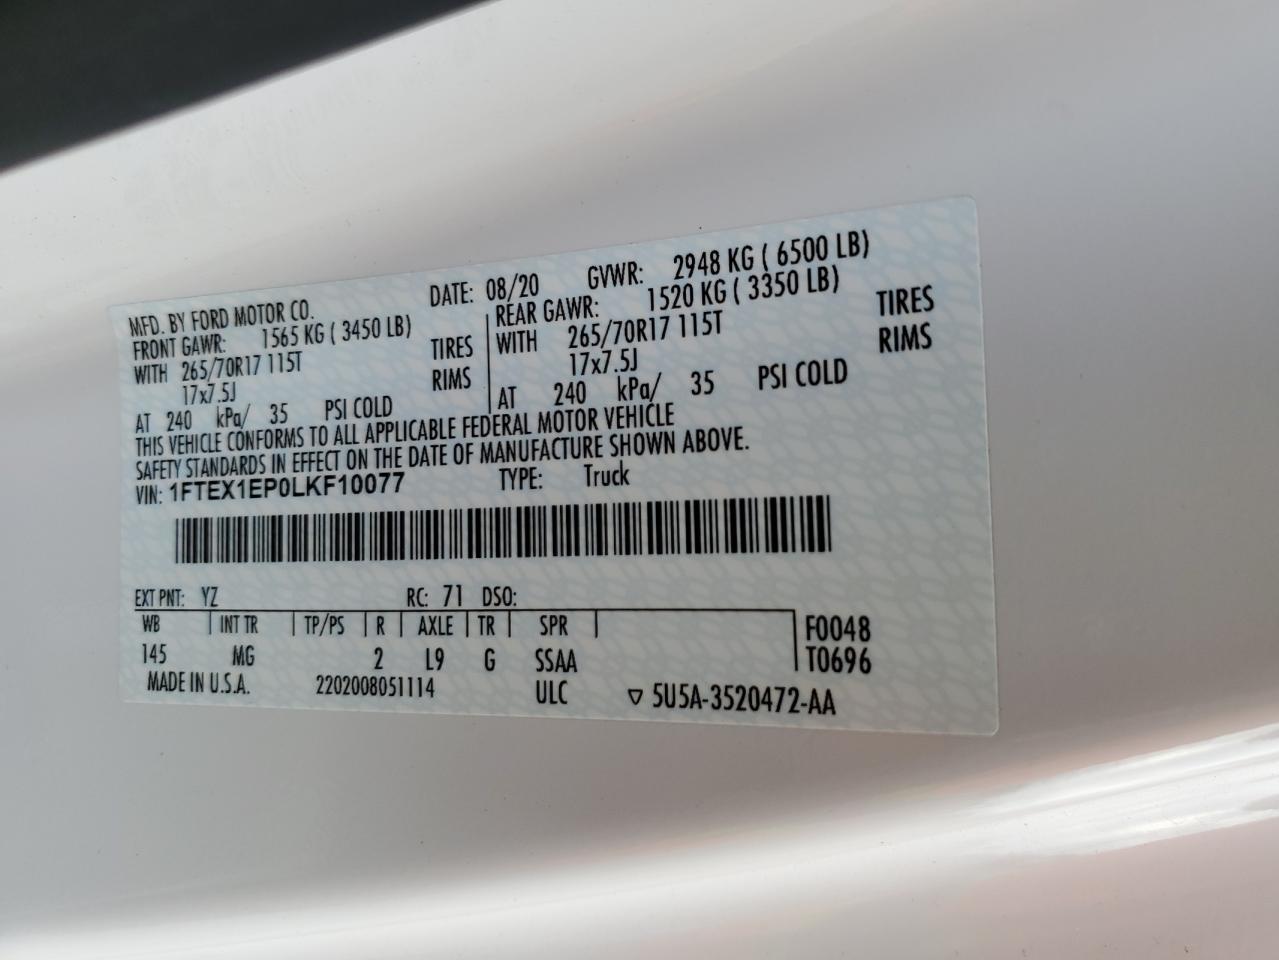 MFD. BY FORD MOTOR CO. DATE: 08/20 GVWR: 2948 KG ( 6500 LB)
FRONT GAWR: 1565 KG ( 3450 LB) REAR GAWR: 1520 KG ( 3350 LB)
WITH 265/70R17 115T TIRES WITH 265/70R17 115T TIRES
17x7.5J RIMS 17x7.5J RIMS
AT 240 kPa/ 35 PSI COLD AT 240 kPa/ 35 PSI COLD
THIS VEHICLE CONFORMS TO ALL APPLICABLE FEDERAL MOTOR VEHICLE
SAFETY STANDARDS IN EFFECT ON THE DATE OF MANUFACTURE SHOWN ABOVE.
VIN: 1FTEX1EP0LKF10077 TYPE: Truck
EXT PNT: YZ RC: 71 DSO:
WB INT TR TP/PS R AXLE TR SPR F0048
145 MG 2 L9 G SSAA T0696
MADE IN U.S.A. 2202008051114 ULC ▽ 5U5A-3520472-AA